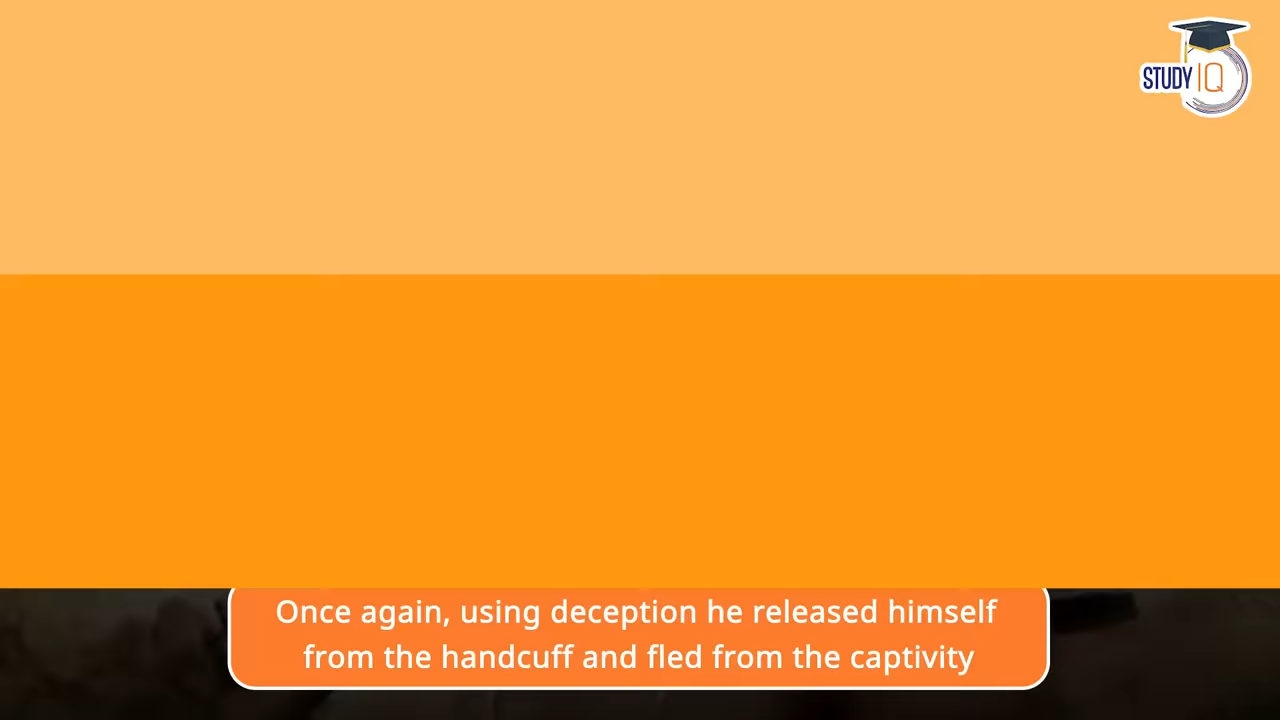 STUDY IQ
Once again, using deception he released himself
from the handcuff and fled from the captivity